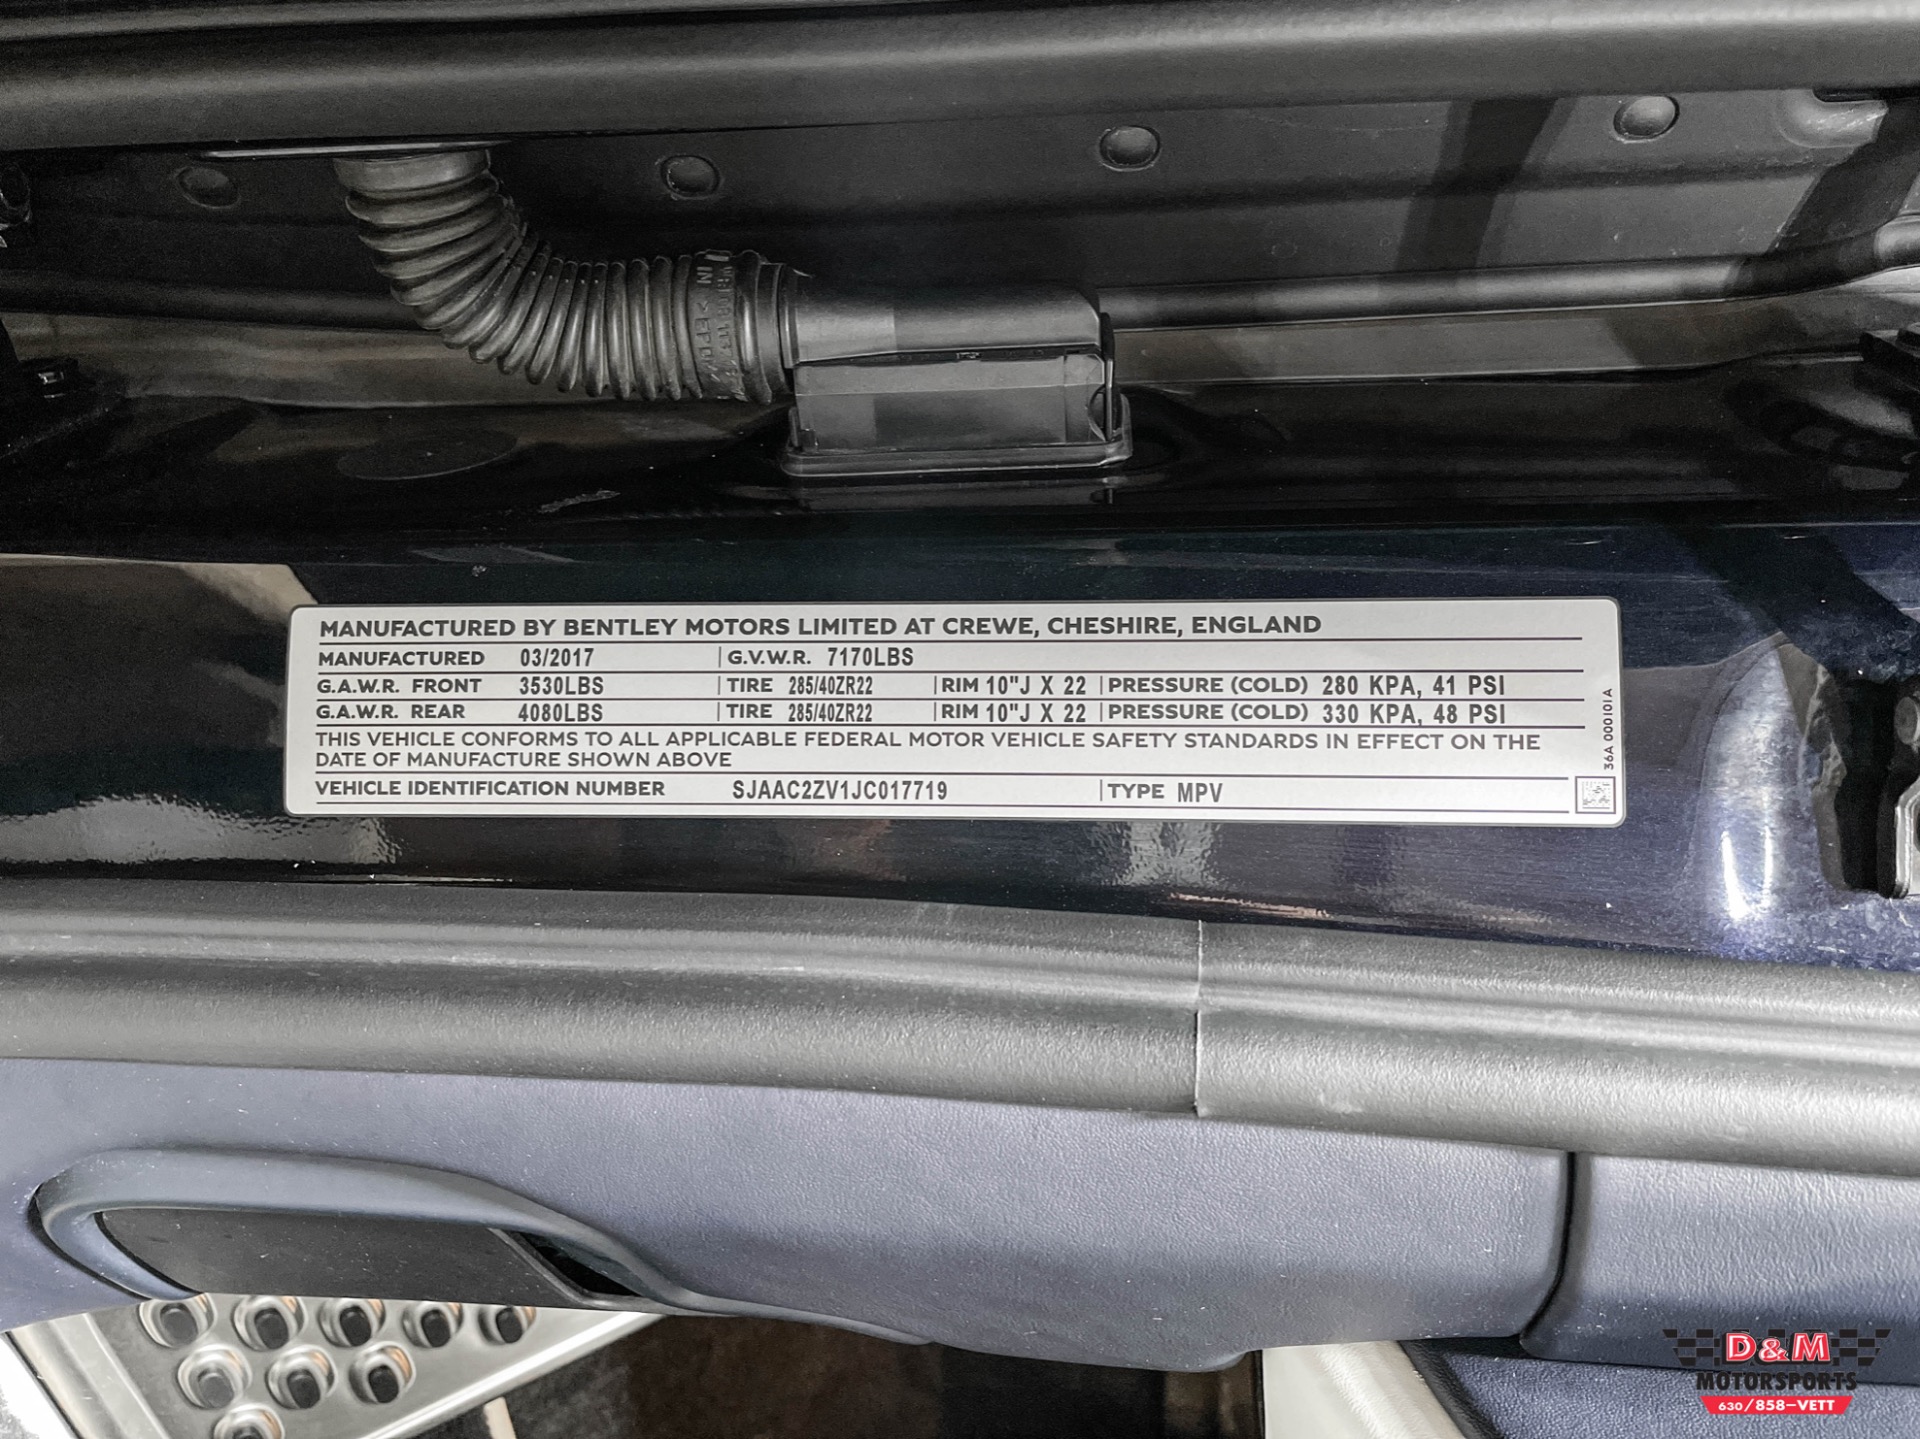 MANUFACTURED BY BENTLEY MOTORS LIMITED AT CREWE, CHESHIRE, ENGLAND
MANUFACTURED 03/2017 G.V.W.R. 7170LBS
G.A.W.R. FRONT 3530LBS TIRE 285/40ZR22 RIM 10"J X 22 PRESSURE (COLD) 280 KPA, 41 PSI
G.A.W.R. REAR 4080LBS TIRE 285/40ZR22 RIM 10"J X 22 PRESSURE (COLD) 330 KPA, 48 PSI
THIS VEHICLE CONFORMS TO ALL APPLICABLE FEDERAL MOTOR VEHICLE SAFETY STANDARDS IN EFFECT ON THE
DATE OF MANUFACTURE SHOWN ABOVE
VEHICLE IDENTIFICATION NUMBER SJAAC2ZV1JC017719 TYPE MPV
36A 000101A
D&M
MOTORSPORTS
630/858-VETT